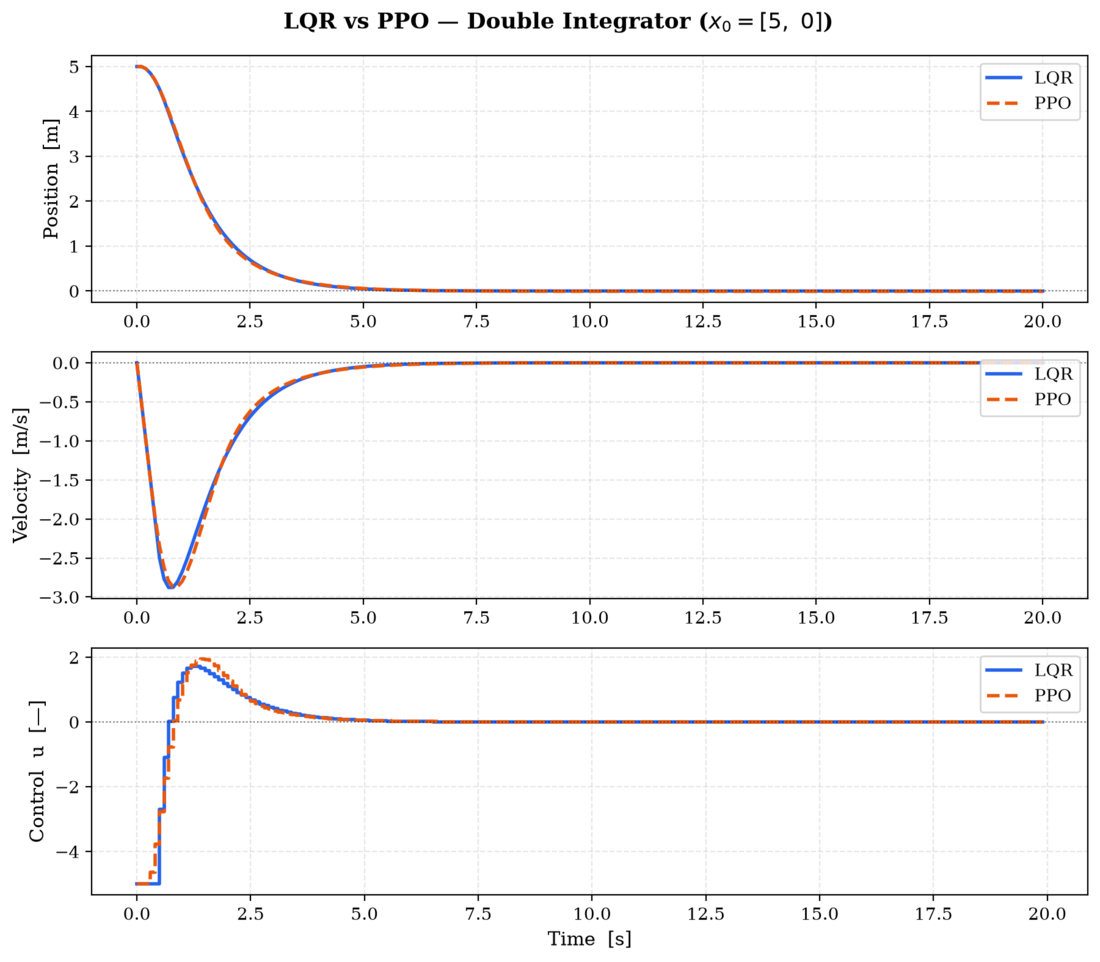 LQR vs PPO — Double Integrator (x₀ = [5, 0])
Position [m]
5
4
3
2
1
0
LQR
PPO
0.0 2.5 5.0 7.5 10.0 12.5 15.0 17.5 20.0
Velocity [m/s]
0.0
−0.5
−1.0
−1.5
−2.0
−2.5
−3.0
LQR
PPO
0.0 2.5 5.0 7.5 10.0 12.5 15.0 17.5 20.0
Control u [—]
2
0
−2
−4
LQR
PPO
0.0 2.5 5.0 7.5 10.0 12.5 15.0 17.5 20.0
Time [s]